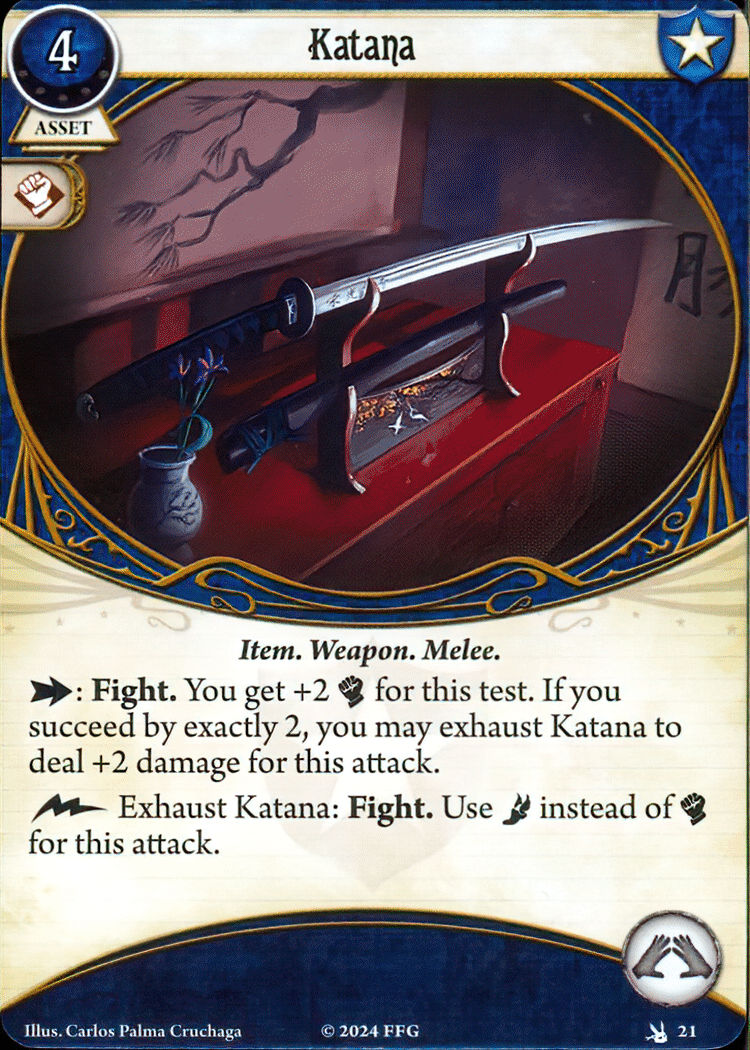 4
Katana
ASSET
Item. Weapon. Melee.
: Fight. You get +2 for this test. If you
succeed by exactly 2, you may exhaust Katana to
deal +2 damage for this attack.
Exhaust Katana: Fight. Use instead of
for this attack.
Illus. Carlos Palma Cruchaga
© 2024 FFG
21